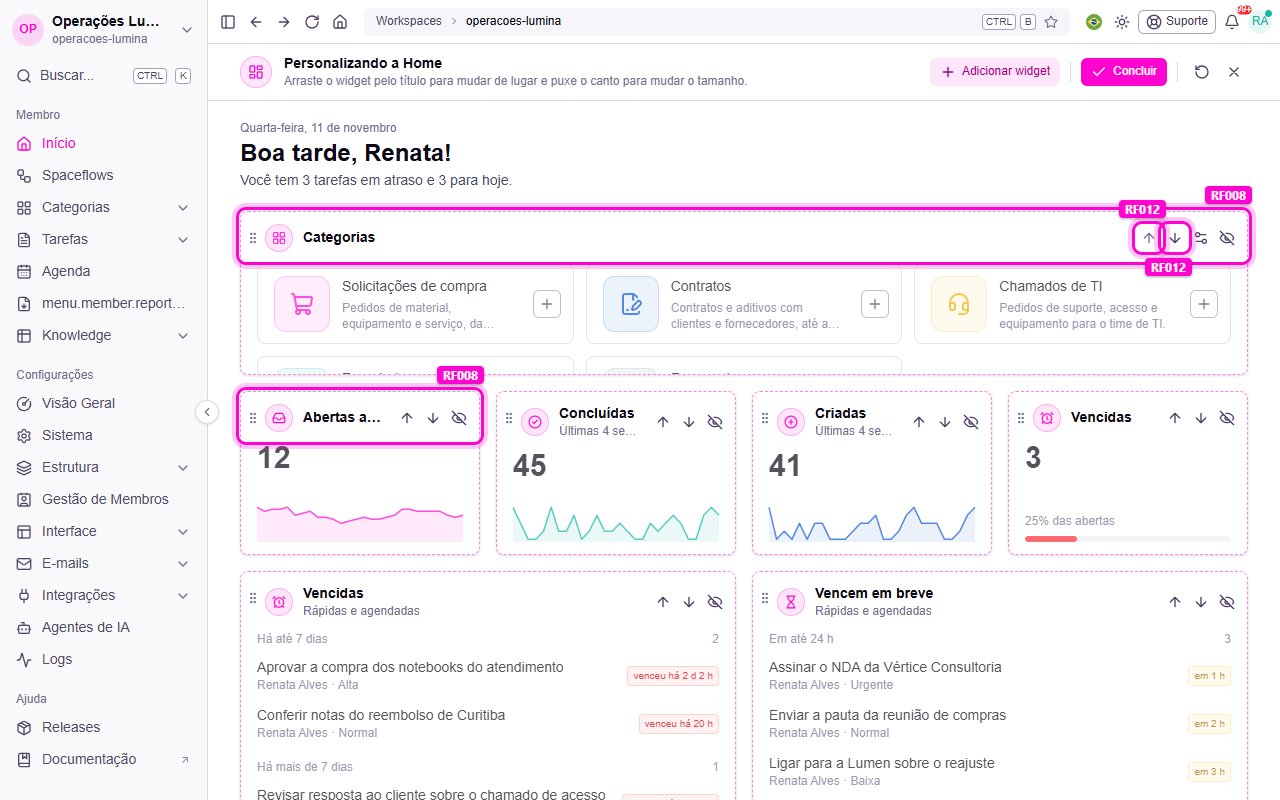 OP
Operações Lu...
operacoes-lumina
Buscar...
CTRL
K
Membro
Início
Spaceflows
Categorias
Tarefas
Agenda
menu.member.report...
Knowledge
Configurações
Visão Geral
Sistema
Estrutura
Gestão de Membros
Interface
E-mails
Integrações
Agentes de IA
Logs
Ajuda
Releases
Documentação
Workspaces
operacoes-lumina
CTRL
B
Suporte
99+
RA
Personalizando a Home
Arraste o widget pelo título para mudar de lugar e puxe o canto para mudar o tamanho.
Adicionar widget
Concluir
Quarta-feira, 11 de novembro
Boa tarde, Renata!
Você tem 3 tarefas em atraso e 3 para hoje.
RF008
RF012
Categorias
RF012
Solicitações de compra
Pedidos de material,
equipamento e serviço, da...
Contratos
Contratos e aditivos com
clientes e fornecedores, até a...
Chamados de TI
Pedidos de suporte, acesso e
equipamento para o time de TI.
RF008
Abertas a...
12
Concluídas
Últimas 4 se...
45
Criadas
Últimas 4 se...
41
Vencidas
3
25% das abertas
Vencidas
Rápidas e agendadas
Há até 7 dias
2
Aprovar a compra dos notebooks do atendimento
Renata Alves · Alta
venceu há 2 d 2 h
Conferir notas do reembolso de Curitiba
Renata Alves · Normal
venceu há 20 h
Há mais de 7 dias
1
Revisar resposta ao cliente sobre o chamado de acesso
Vencem em breve
Rápidas e agendadas
Em até 24 h
3
Assinar o NDA da Vértice Consultoria
Renata Alves · Urgente
em 1 h
Enviar a pauta da reunião de compras
Renata Alves · Normal
em 2 h
Ligar para a Lumen sobre o reajuste
Renata Alves · Baixa
em 3 h